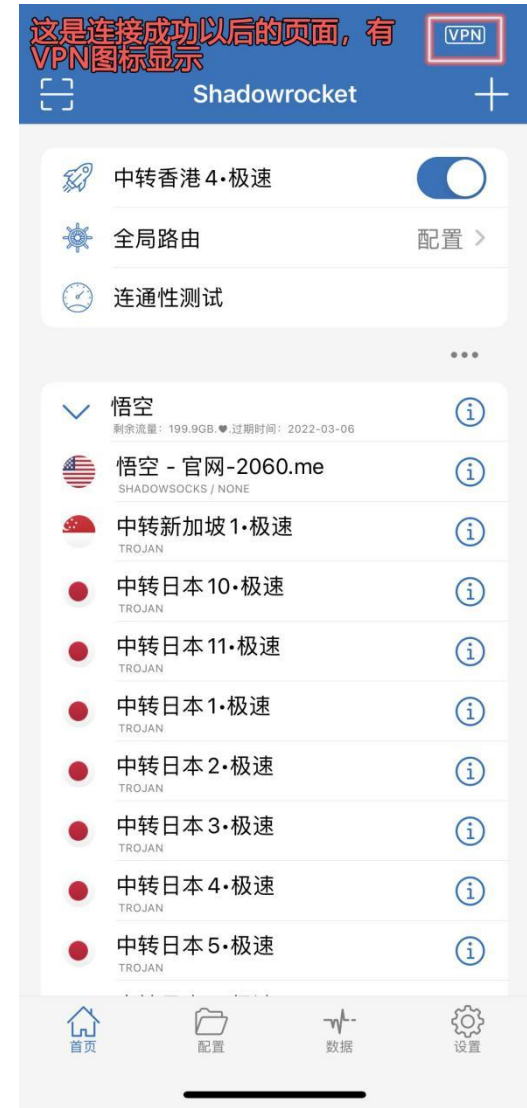 这是连接成功以后的页面，有
VPN图标显示
VPN
Shadowrocket
中转香港4·极速
全局路由
配置
连通性测试
悟空
剩余流量：199.9GB.♥.过期时间：2022-03-06
悟空 - 官网-2060.me
SHADOWSOCKS / NONE
中转新加坡1·极速
TROJAN
中转日本10·极速
TROJAN
中转日本11·极速
TROJAN
中转日本1·极速
TROJAN
中转日本2·极速
TROJAN
中转日本3·极速
TROJAN
中转日本4·极速
TROJAN
中转日本5·极速
TROJAN
首页
配置
数据
设置